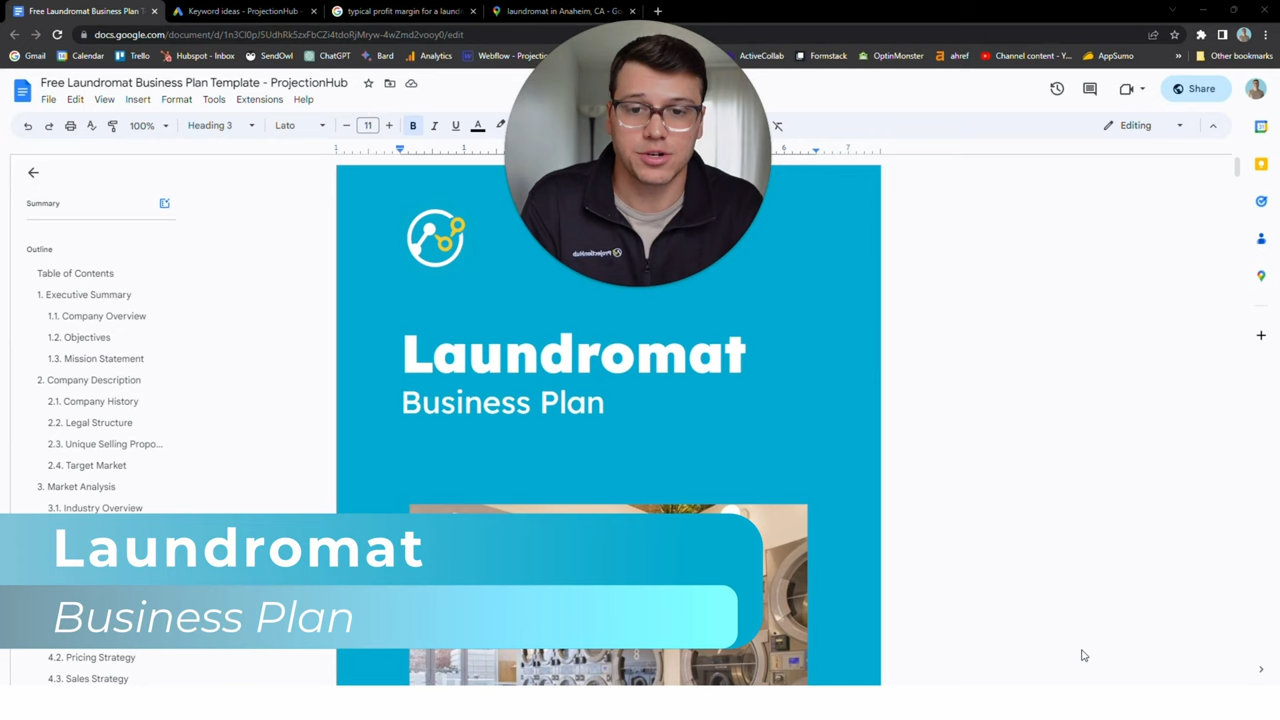 Free Laundromat Business Plan T
Keyword ideas - ProjectionHub
typical profit margin for a laund
laundromat in Anaheim, CA - Go
docs.google.com/document/d/1n3Cl0pJ5UdhRk5zxFbCZi4tdoRjMryw-4wZmd2vooy0/edit
Gmail
Calendar
Trello
Hubspot - Inbox
SendOwl
ChatGPT
Bard
Analytics
Webflow - Projectio
ActiveCollab
Formstack
OptinMonster
ahref
Channel content - Y...
AppSumo
Other bookmarks
Free Laundromat Business Plan Template - ProjectionHub
File Edit View Insert Format Tools Extensions Help
Share
100%
Heading 3
Lato
11
B I U A
Editing
1 1 6 7
Summary
Outline
Table of Contents
1. Executive Summary
1.1. Company Overview
1.2. Objectives
1.3. Mission Statement
2. Company Description
2.1. Company History
2.2. Legal Structure
2.3. Unique Selling Propo...
2.4. Target Market
3. Market Analysis
3.1. Industry Overview
4.2. Pricing Strategy
4.3. Sales Strategy
ProjectionHub
Laundromat
Business Plan
Laundromat
Business Plan